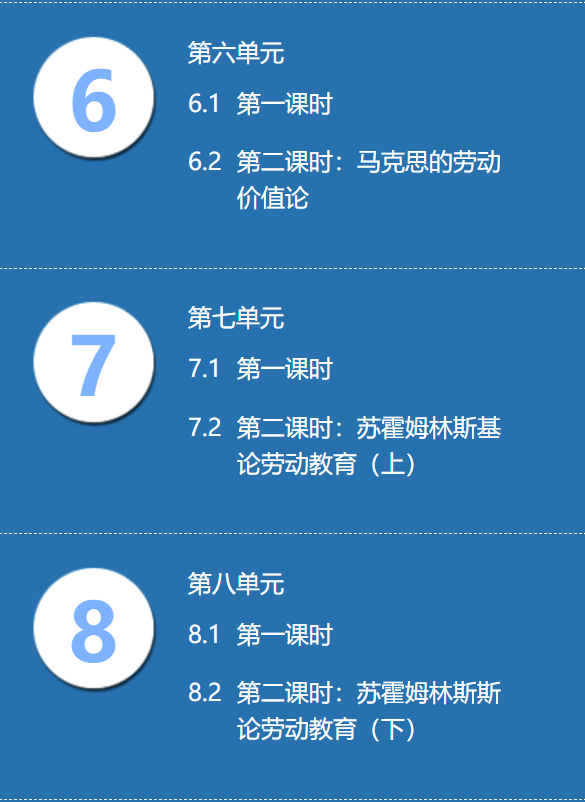 第六单元
6
6.1 第一课时
6.2 第二课时：马克思的劳动
价值论
第七单元
7
7.1 第一课时
7.2 第二课时：苏霍姆林斯基
论劳动教育（上）
第八单元
8
8.1 第一课时
8.2 第二课时：苏霍姆林斯斯
论劳动教育（下）